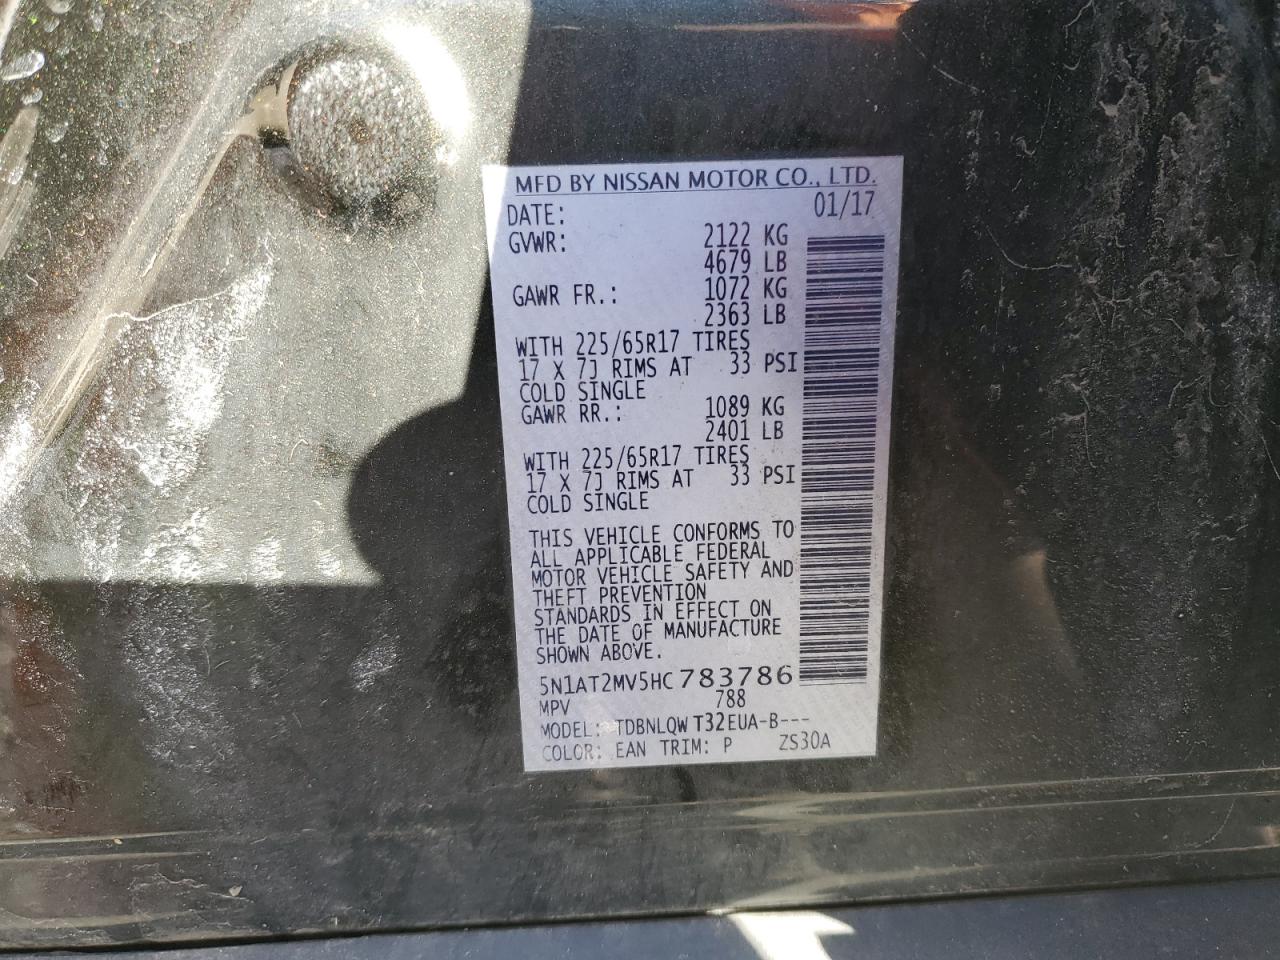 MFD BY NISSAN MOTOR CO., LTD.
DATE: 01/17
GVWR: 2122 KG
4679 LB
GAWR FR.: 1072 KG
2363 LB
WITH 225/65R17 TIRES
17 X 7J RIMS AT 33 PSI
COLD SINGLE
GAWR RR.: 1089 KG
2401 LB
WITH 225/65R17 TIRES
17 X 7J RIMS AT 33 PSI
COLD SINGLE
THIS VEHICLE CONFORMS TO
ALL APPLICABLE FEDERAL
MOTOR VEHICLE SAFETY AND
THEFT PREVENTION
STANDARDS IN EFFECT ON
THE DATE OF MANUFACTURE
SHOWN ABOVE.
5N1AT2MV5HC783786
MPV 788
MODEL: TDBNLQW T32EUA-B---
COLOR: EAN TRIM: P ZS30A